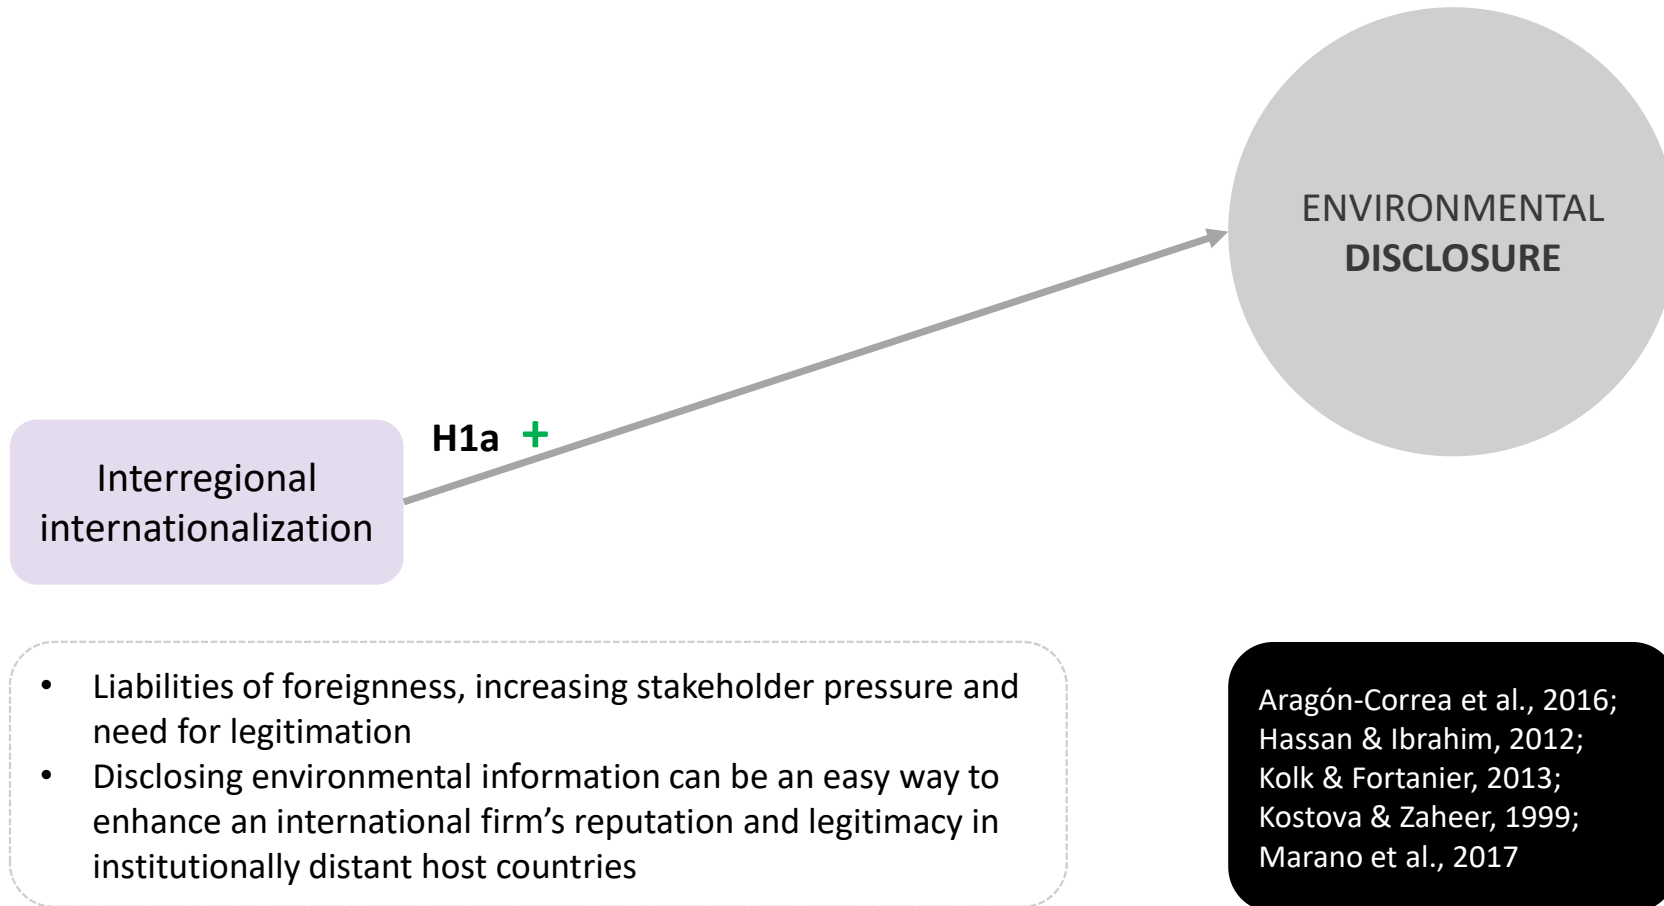 ENVIRONMENTAL
DISCLOSURE
H1a +
Interregional
internationalization
• Liabilities of foreignness, increasing stakeholder pressure and
need for legitimation
• Disclosing environmental information can be an easy way to
enhance an international firm’s reputation and legitimacy in
institutionally distant host countries
Aragón-Correa et al., 2016;
Hassan & Ibrahim, 2012;
Kolk & Fortanier, 2013;
Kostova & Zaheer, 1999;
Marano et al., 2017